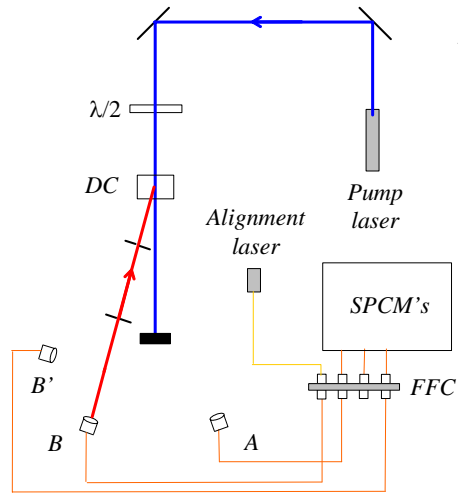 λ/2
DC
Pump
laser
Alignment
laser
SPCM's
B'
FFC
B
A